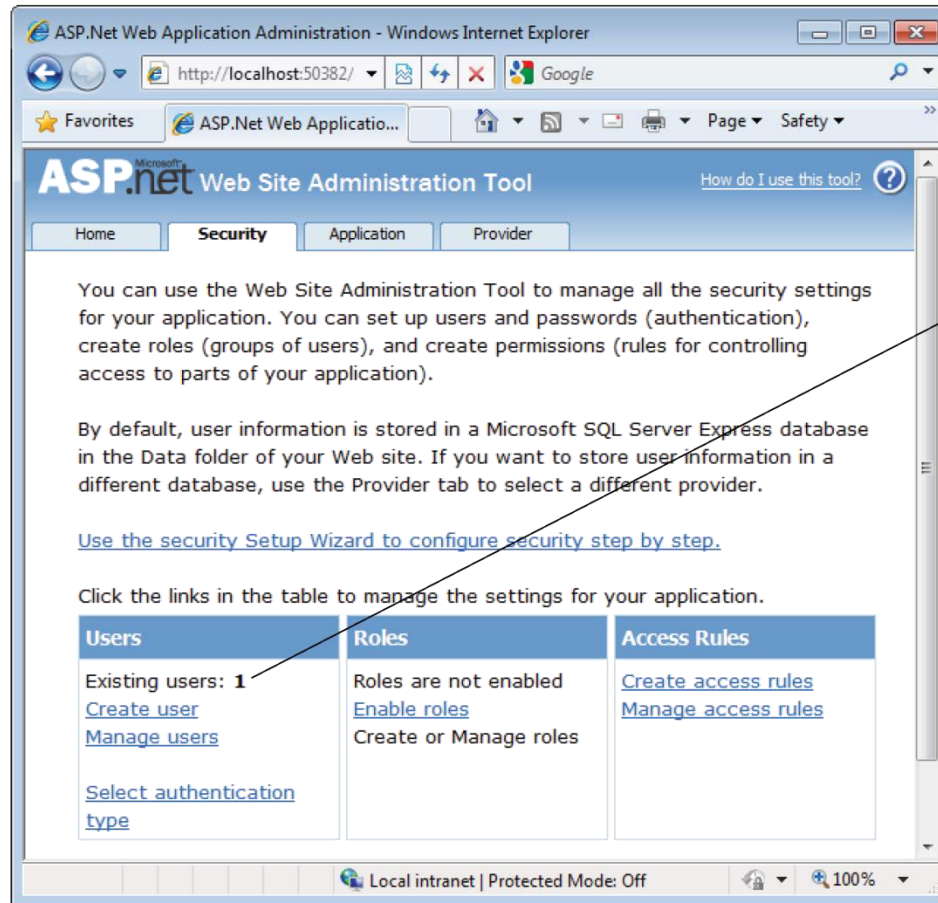 ASP.Net Web Application Administration - Windows Internet Explorer
http://localhost:50382/
Google
Favorites
ASP.Net Web Applicatio...
Page
Safety
»
Microsoft
ASP.net Web Site Administration Tool
How do I use this tool?
?
Home
Security
Application
Provider
You can use the Web Site Administration Tool to manage all the security settings
for your application. You can set up users and passwords (authentication),
create roles (groups of users), and create permissions (rules for controlling
access to parts of your application).
By default, user information is stored in a Microsoft SQL Server Express database
in the Data folder of your Web site. If you want to store user information in a
different database, use the Provider tab to select a different provider.
Use the security Setup Wizard to configure security step by step.
Click the links in the table to manage the settings for your application.
Users
Existing users: 1
Create user
Manage users
Select authentication
type
Roles
Roles are not enabled
Enable roles
Create or Manage roles
Access Rules
Create access rules
Manage access rules
Local intranet | Protected Mode: Off
100%